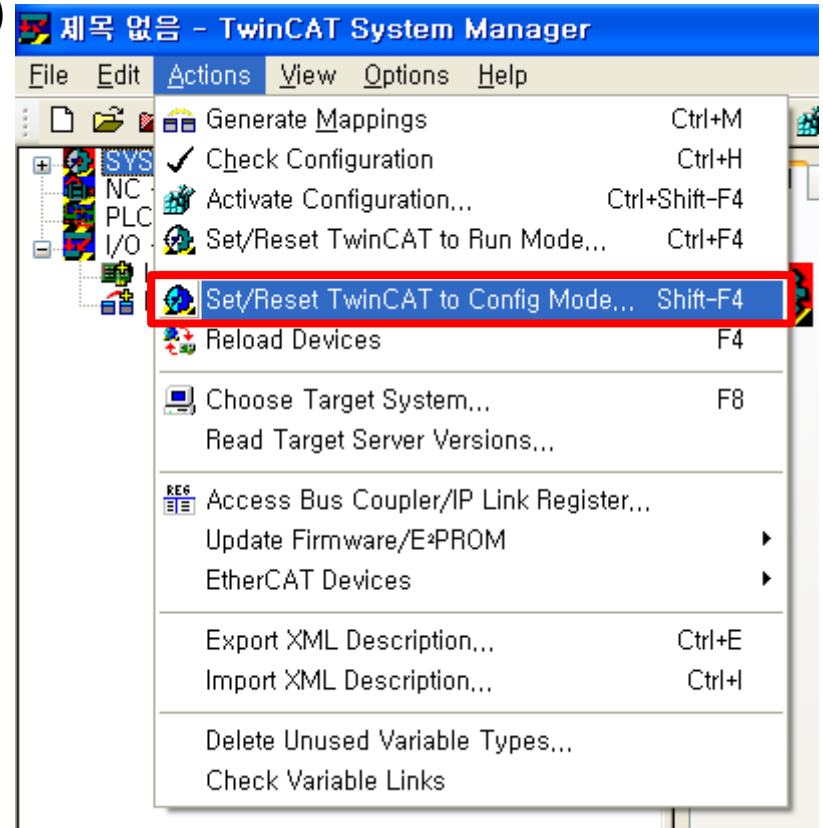 )
제목 없음 - TwinCAT System Manager
File Edit Actions View Options Help
Generate Mappings Ctrl+M
Check Configuration Ctrl+H
Activate Configuration... Ctrl+Shift-F4
Set/Reset TwinCAT to Run Mode... Ctrl+F4
Set/Reset TwinCAT to Config Mode... Shift-F4
Reload Devices F4
Choose Target System... F8
Read Target Server Versions...
REG Access Bus Coupler/IP Link Register...
Update Firmware/E²PROM
EtherCAT Devices
Export XML Description... Ctrl+E
Import XML Description... Ctrl+I
Delete Unused Variable Types...
Check Variable Links
SYS
NC -
PLC
I/O -